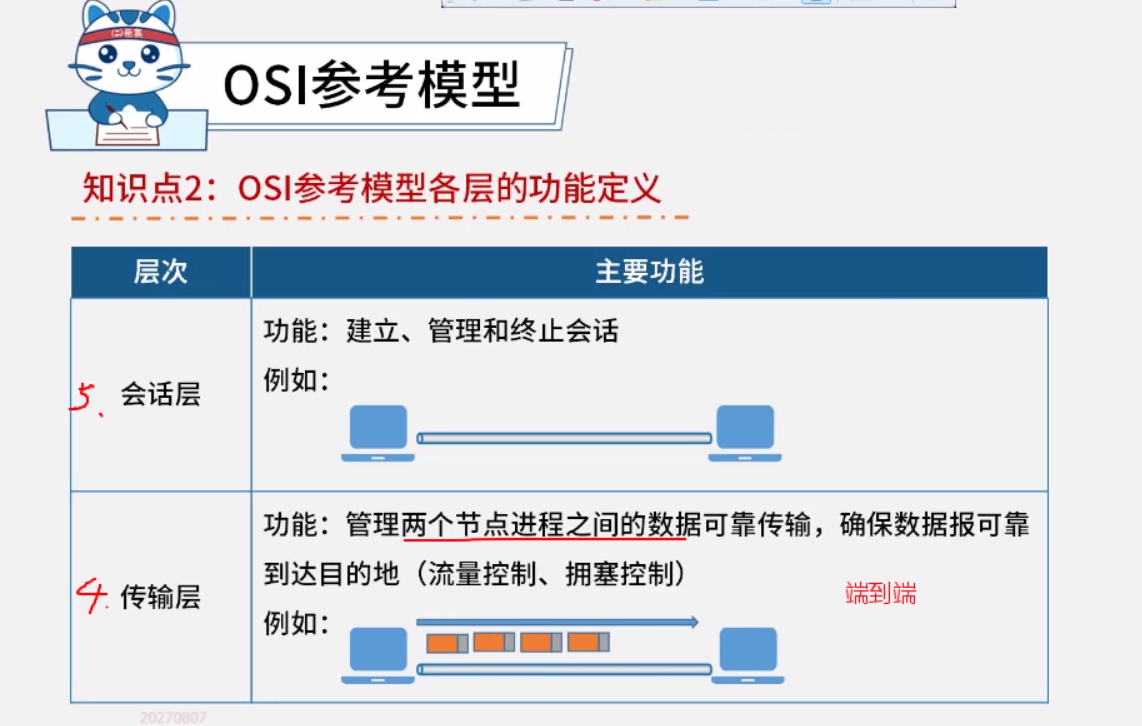 OSI参考模型
知识点2：OSI参考模型各层的功能定义
层次
主要功能
5.
会话层
功能：建立、管理和终止会话
例如：
4.
传输层
功能：管理两个节点进程之间的数据可靠传输，确保数据报可靠
到达目的地（流量控制、拥塞控制）
端到端
例如：
20270807